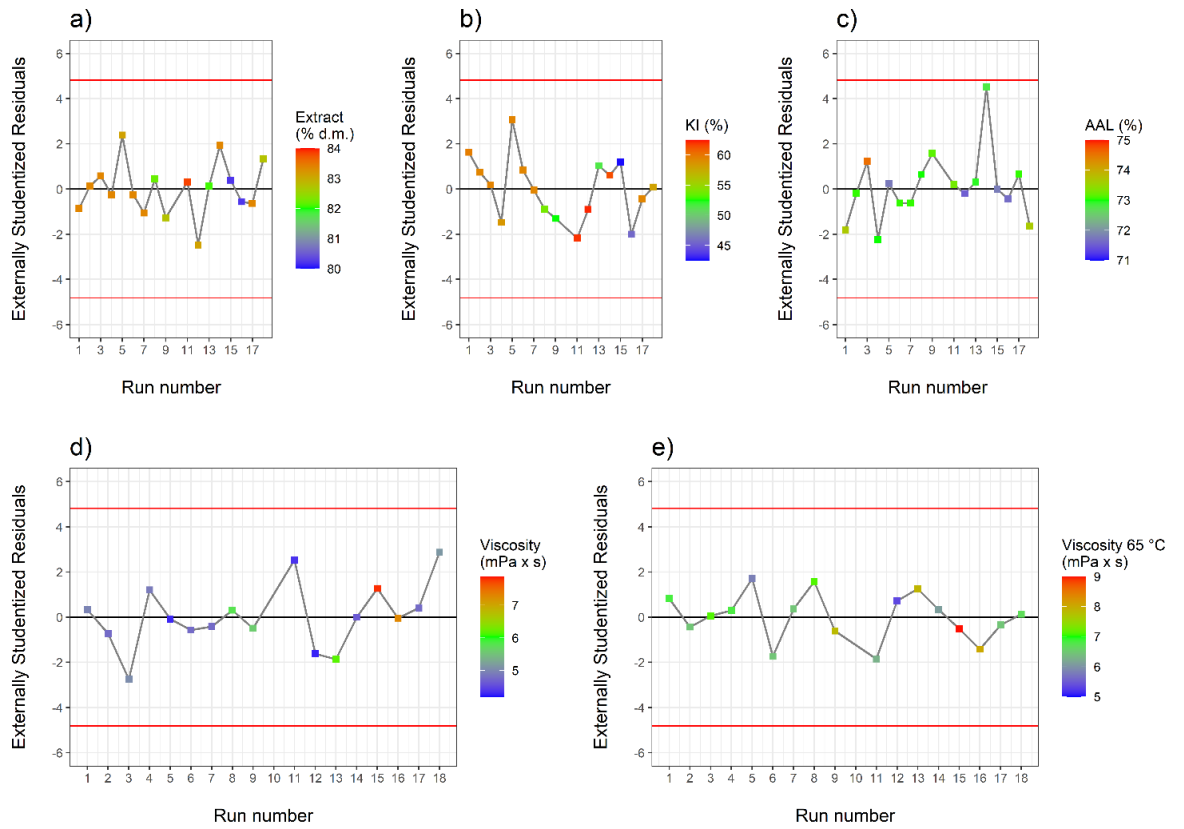 a)
Externally Studentized Residuals
6
4
2
0
-2
-4
-6
1 3 5 7 9 11 13 15 17
Run number
Extract
(% d.m.)
84
83
82
81
80
b)
Externally Studentized Residuals
6
4
2
0
-2
-4
-6
1 3 5 7 9 11 13 15 17
Run number
KI (%)
60
55
50
45
c)
Externally Studentized Residuals
6
4
2
0
-2
-4
-6
1 3 5 7 9 11 13 15 17
Run number
AAL (%)
75
74
73
72
71
d)
Externally Studentized Residuals
6
4
2
0
-2
-4
-6
1 2 3 4 5 6 7 8 9 10 11 12 13 14 15 16 17 18
Run number
Viscosity
(mPa x s)
7
6
5
e)
Externally Studentized Residuals
6
4
2
0
-2
-4
-6
1 2 3 4 5 6 7 8 9 10 11 12 13 14 15 16 17 18
Run number
Viscosity 65 °C
(mPa x s)
9
8
7
6
5